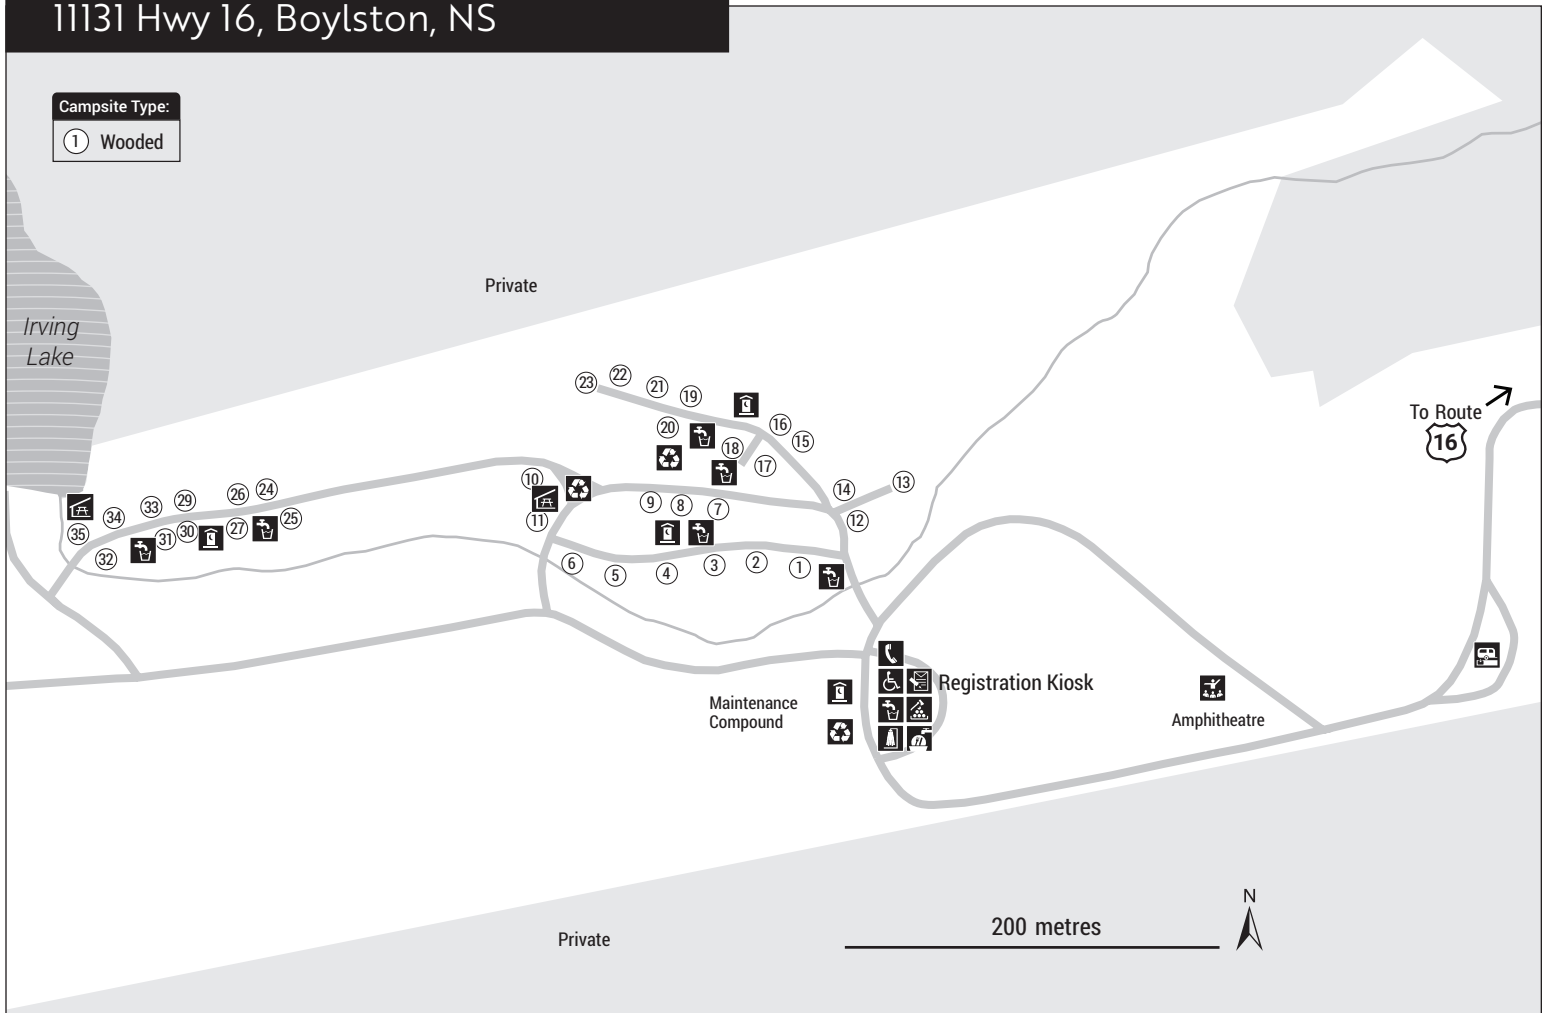 11131 Hwy 16, Boylston, NS
Campsite Type:
1 Wooded
Private
Irving
Lake
To Route
16
23
22
21
19
20
16
15
18
17
14
13
12
10
11
9
8
7
6
5
4
3
2
1
24
26
29
33
34
25
27
30
31
35
32
Registration Kiosk
Maintenance
Compound
Amphitheatre
N
200 metres
Private